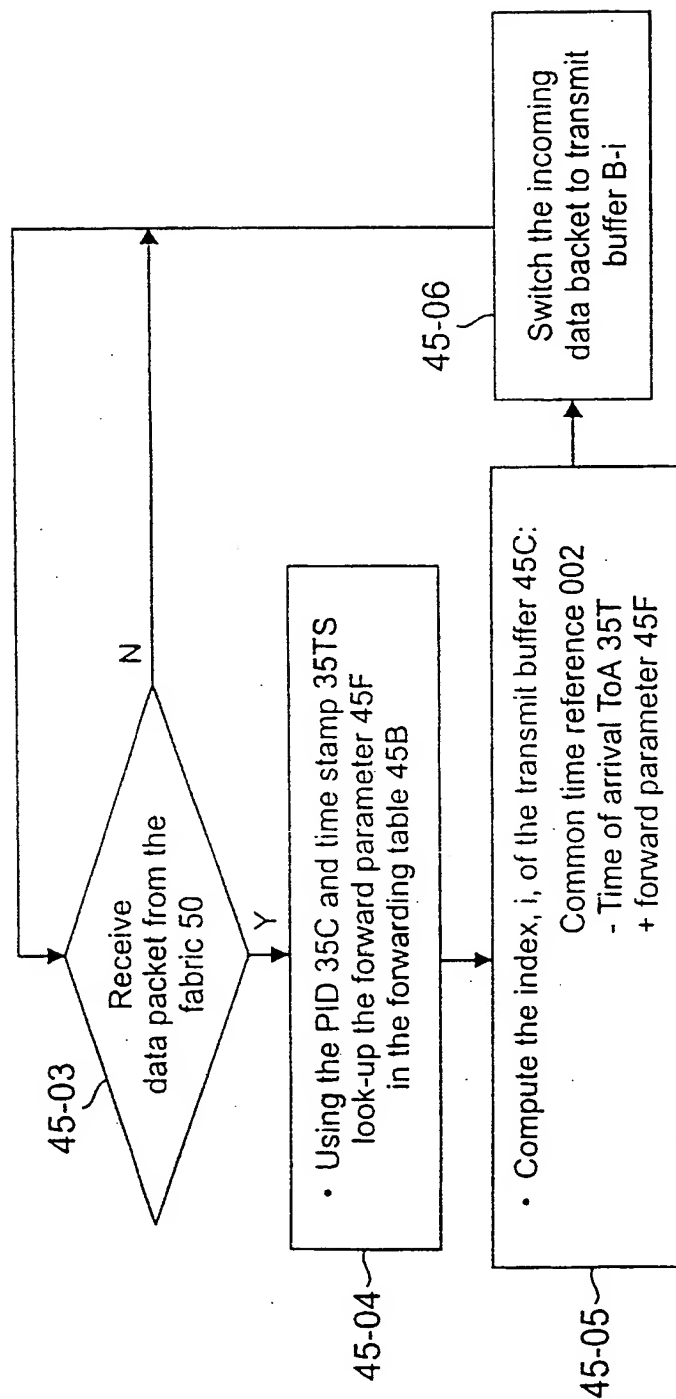 45-03
Receive
data packet from the
fabric 50
N
Y
45-04
• Using the PID 35C and time stamp 35TS
look-up the forward parameter 45F
in the forwarding table 45B
45-05
• Compute the index, i, of the transmit buffer 45C:
Common time reference 002
- Time of arrival ToA 35T
+ forward parameter 45F
45-06
Switch the incoming
data backet to transmit
buffer B-i